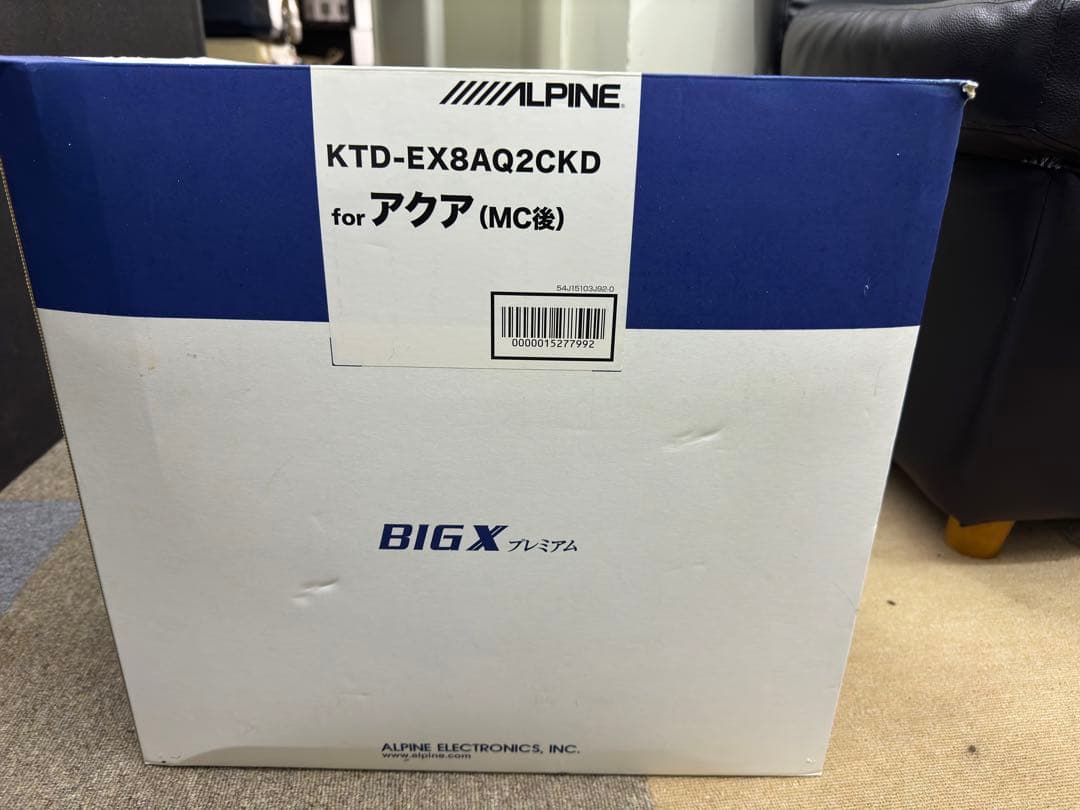 ALPINE
KTD-EX8AQ2CKD
for アクア(MC後)
54J15103J92-0
0000015277992
BIG X プレミアム
ALPINE ELECTRONICS, INC.
www.alpine.com